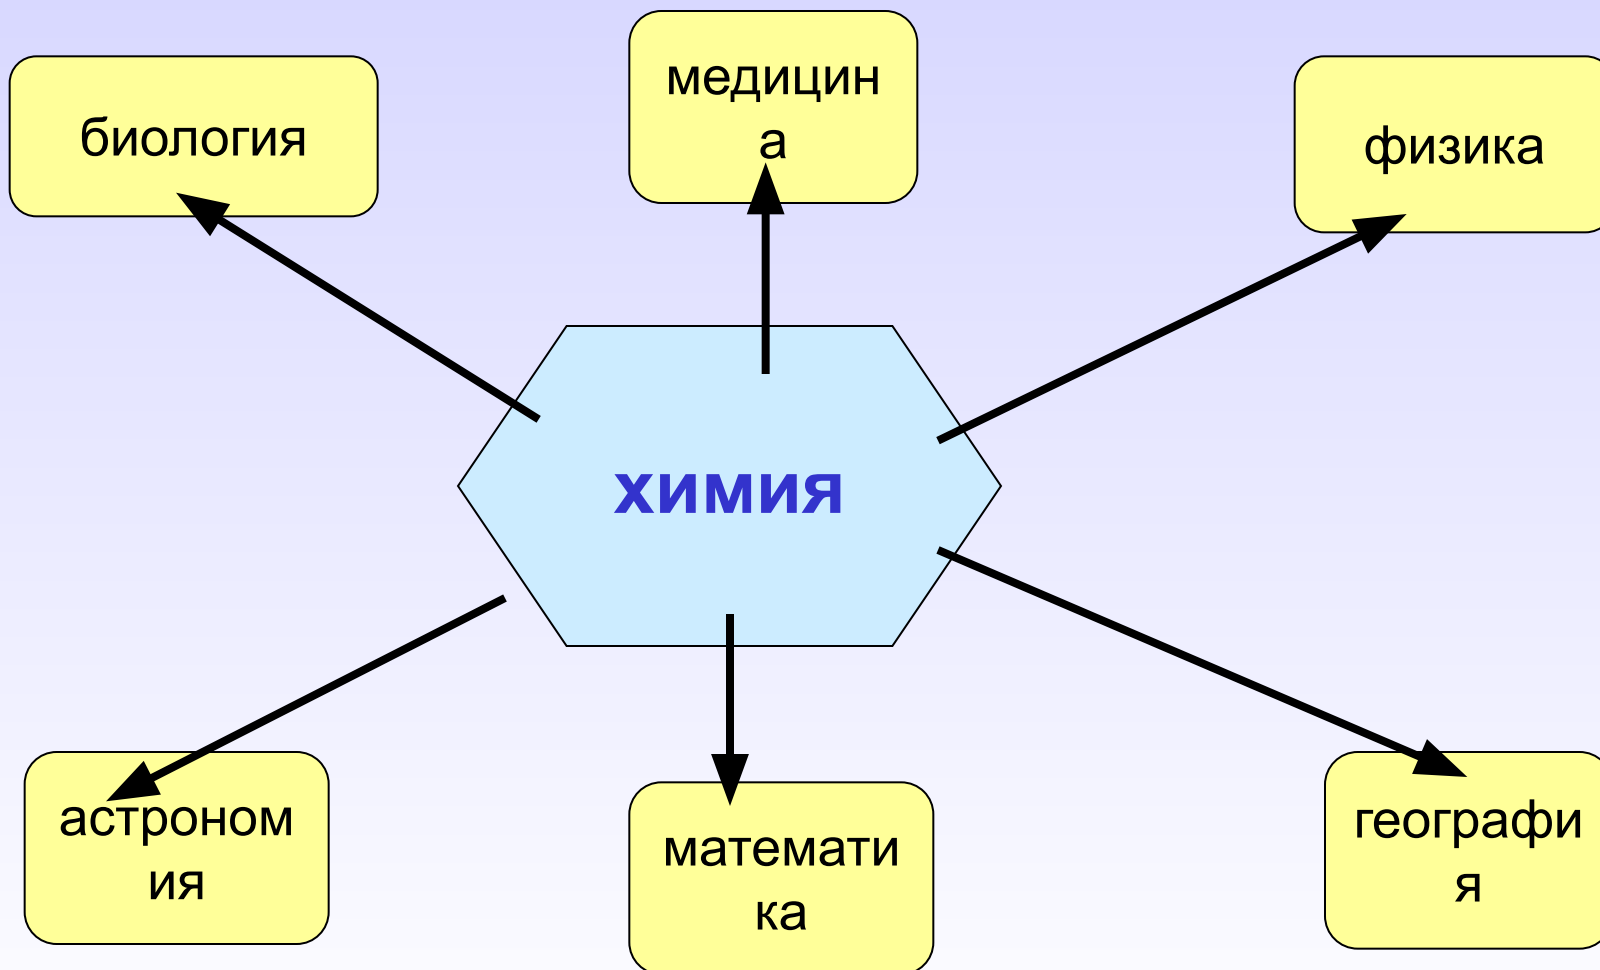 биология
медицин
а
физика
химия
астроном
ия
математи
ка
географи
я